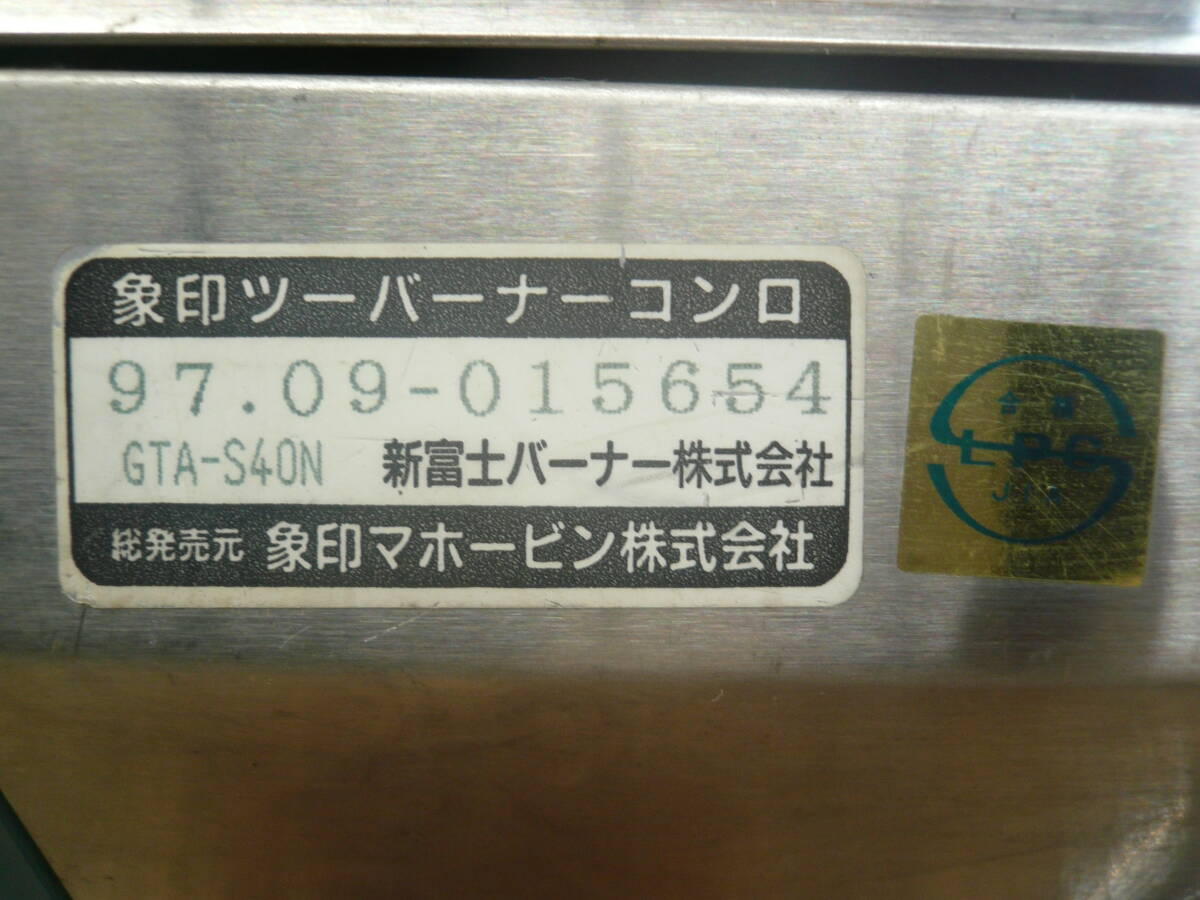 象印ツーバーナーコンロ
97.09-015654
GTA-S40N 新富士バーナー株式会社
総発売元 象印マホービン株式会社
合格